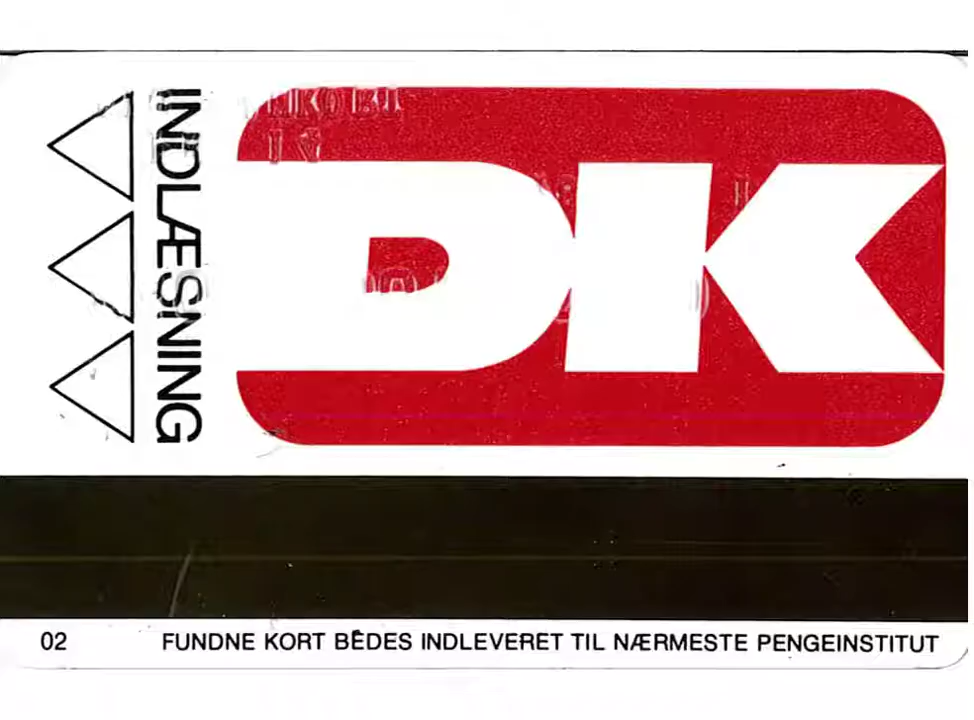 INDLÆSNING
DK
02 FUNDNE KORT BEDES INDLEVERET TIL NÆRMESTE PENGEINSTITUT